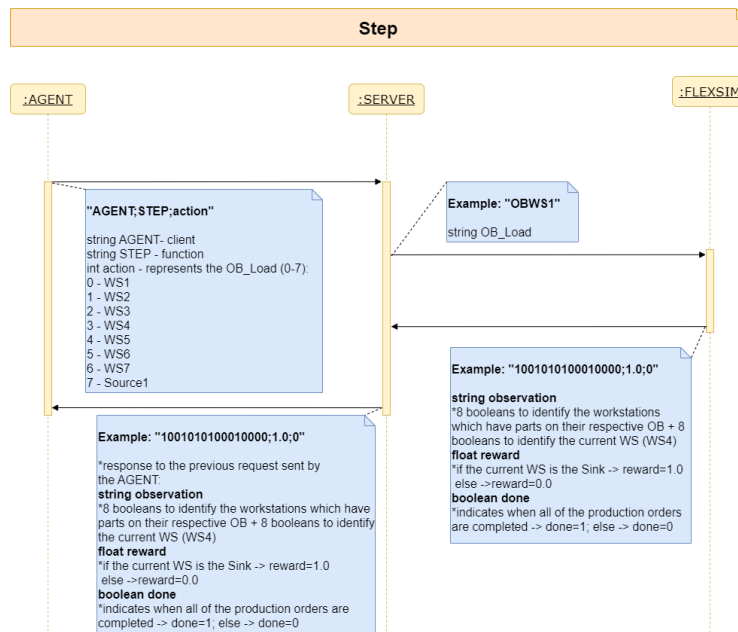 Step
:AGENT
:SERVER
:FLEXSIM
"AGENT;STEP;action"
string AGENT- client
string STEP - function
int action - represents the OB_Load (0-7):
0 - WS1
1 - WS2
2 - WS3
3 - WS4
4 - WS5
5 - WS6
6 - WS7
7 - Source1
Example: "OBWS1"
string OB_Load
Example: "1001010100010000;1.0;0"
string observation
*8 booleans to identify the workstations
which have parts on their respective OB + 8
booleans to identify the current WS (WS4)
float reward
*if the current WS is the Sink -> reward=1.0
else ->reward=0.0
boolean done
*indicates when all of the production orders
are completed -> done=1; else -> done=0
Example: "1001010100010000;1.0;0"
*response to the previous request sent by
the AGENT:
string observation
*8 booleans to identify the workstations which have
parts on their respective OB + 8 booleans to identify
the current WS (WS4)
float reward
*if the current WS is the Sink -> reward=1.0
else ->reward=0.0
boolean done
*indicates when all of the production orders are
completed -> done=1; else -> done=0